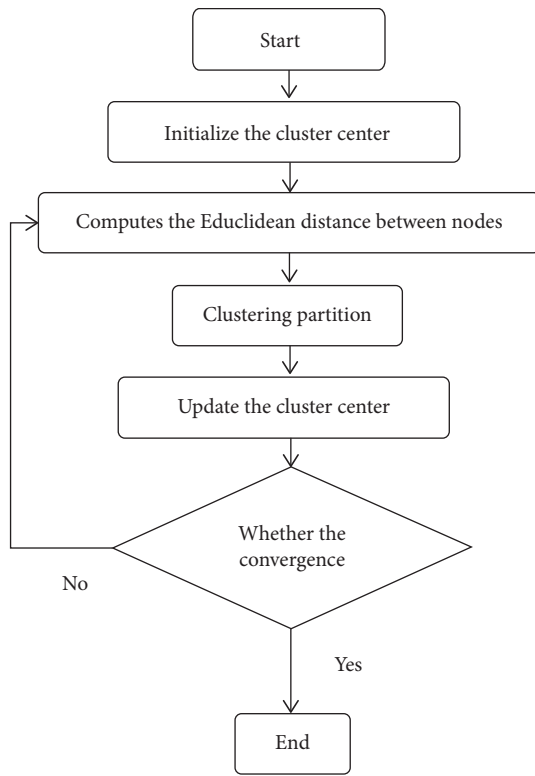 Start
Initialize the cluster center
Computes the Educlidean distance between nodes
Clustering partition
Update the cluster center
Whether the
convergence
No
Yes
End